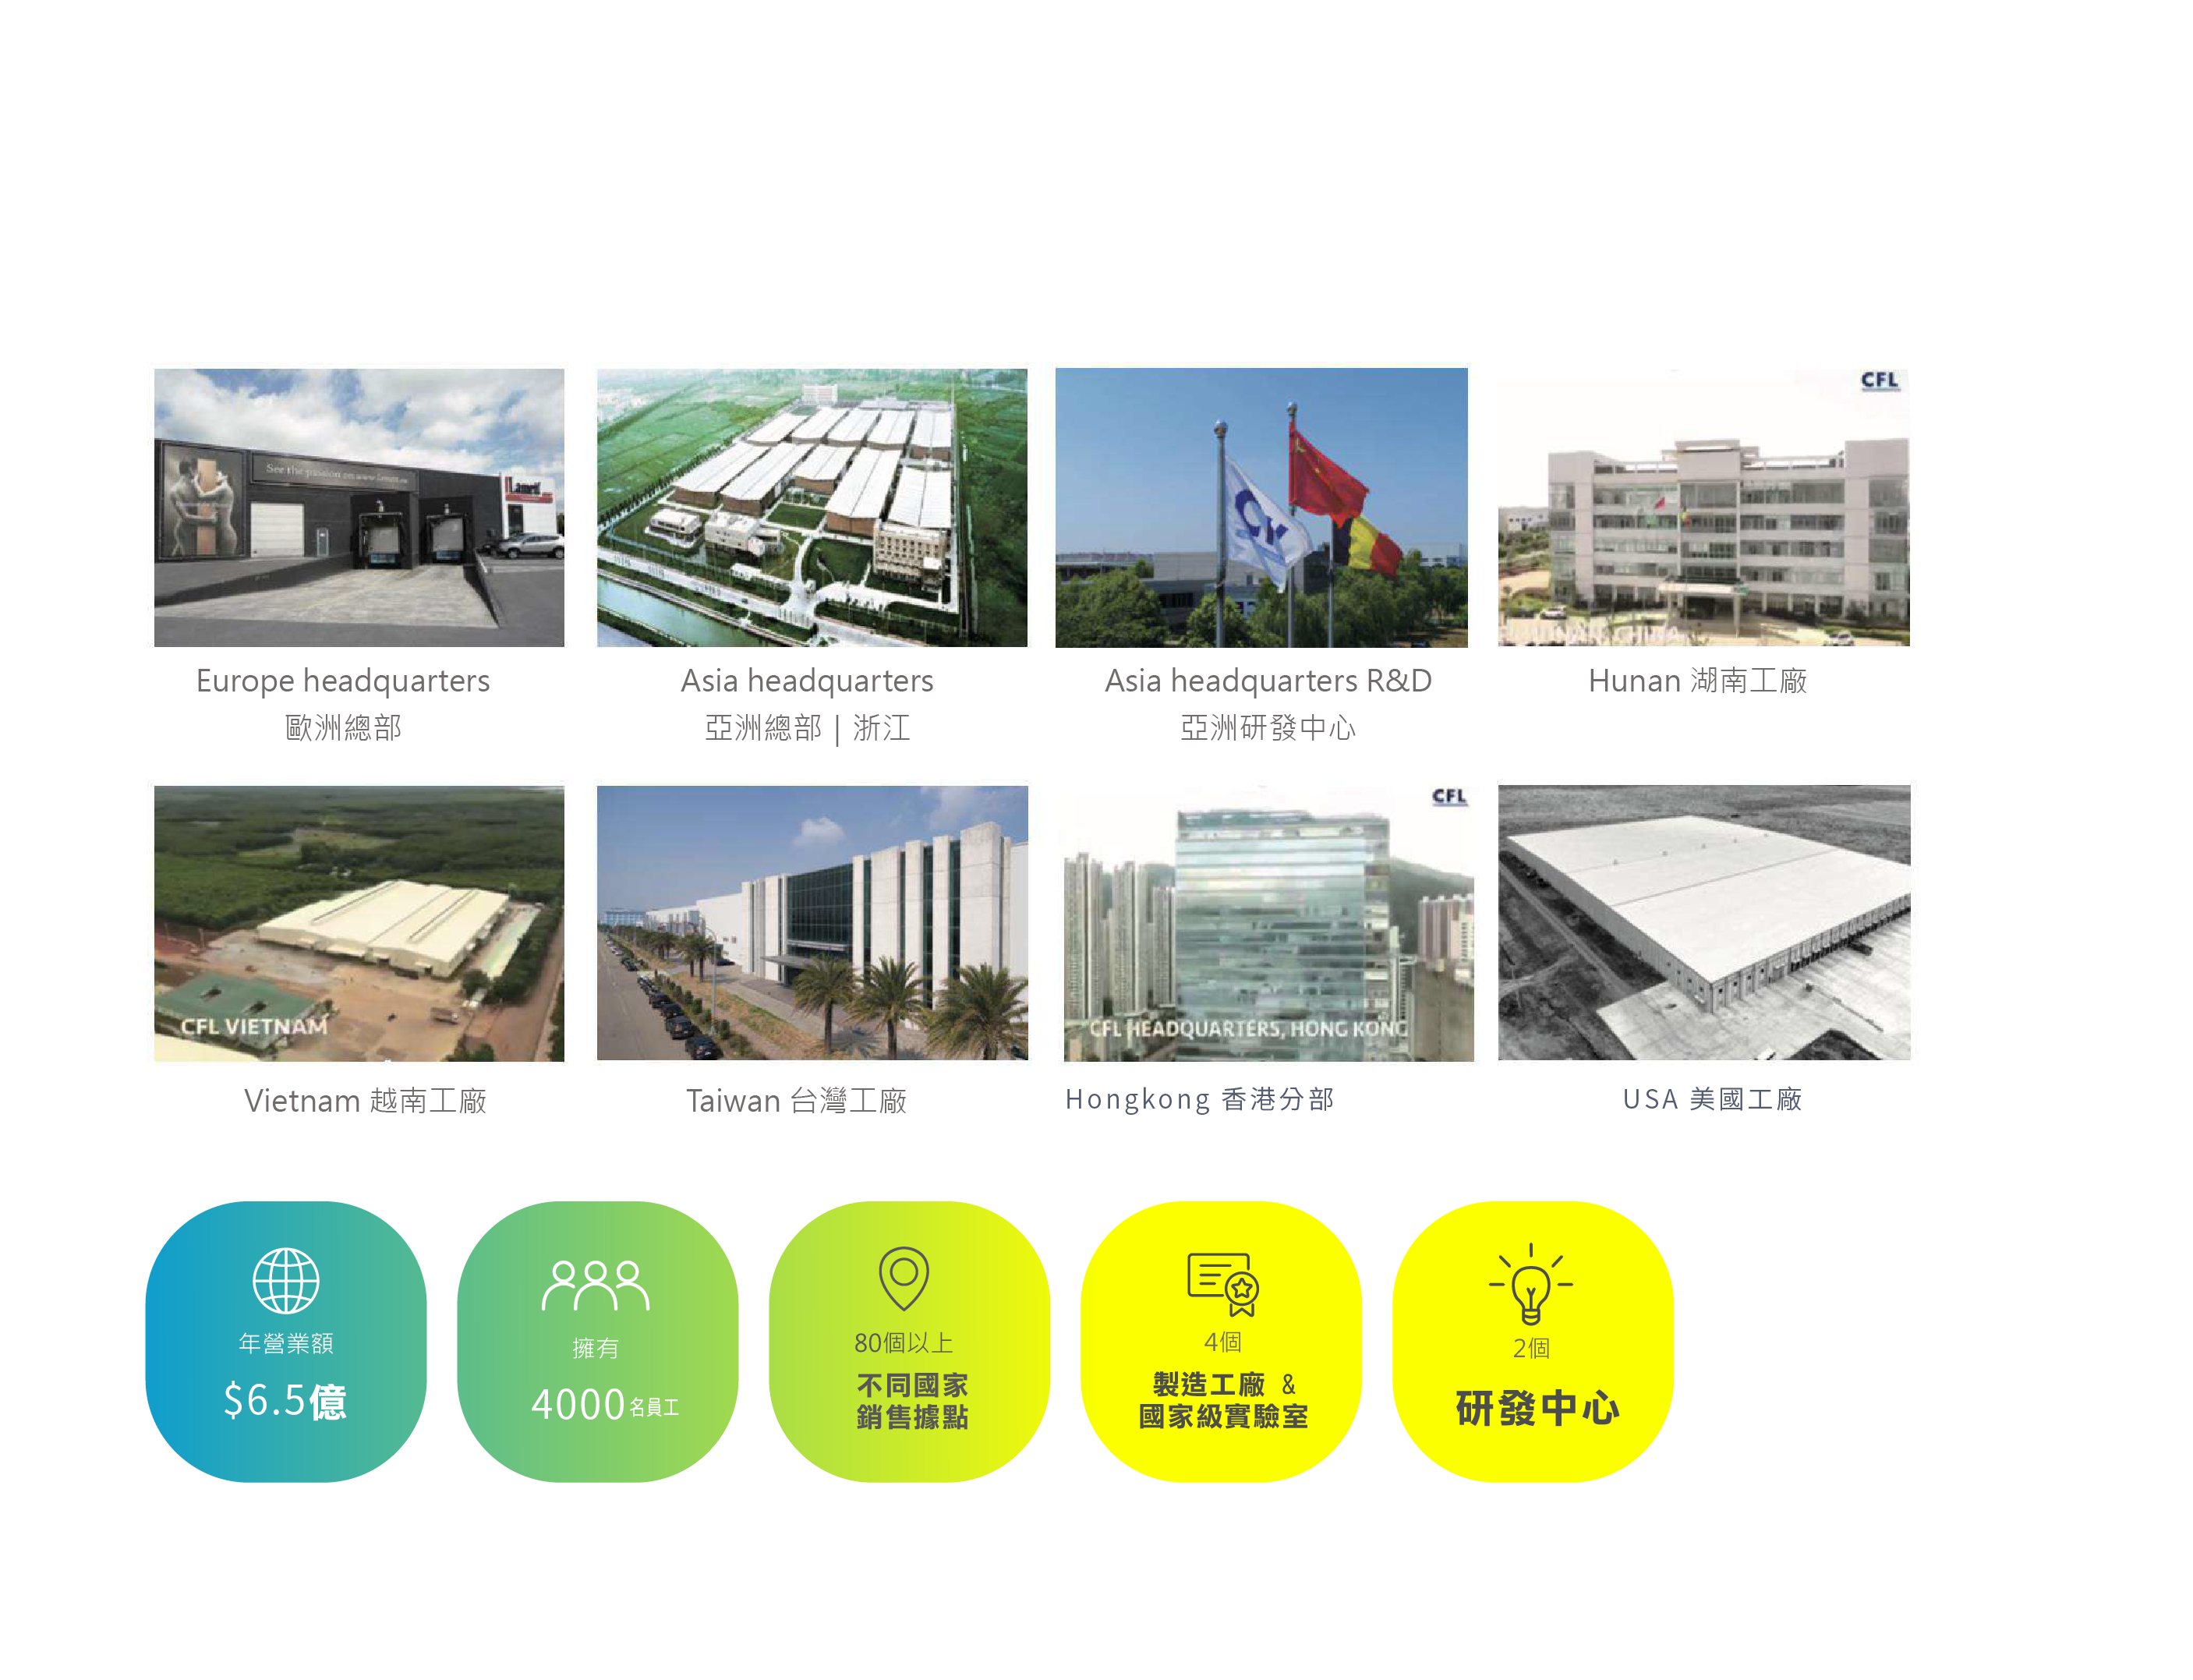 See the passion on www.lamett.eu
Lamett
CFL
Europe headquarters
歐洲總部
Asia headquarters
亞洲總部 | 浙江
Asia headquarters R&D
亞洲研發中心
Hunan 湖南工廠
CFL
CFL VIETNAM
CFL HEADQUARTERS, HONG KONG
Vietnam 越南工廠
Taiwan 台灣工廠
Hongkong 香港分部
USA 美國工廠
年營業額
$6.5億
擁有
4000名員工
80個以上
不同國家
銷售據點
4個
製造工廠 &
國家級實驗室
2個
研發中心